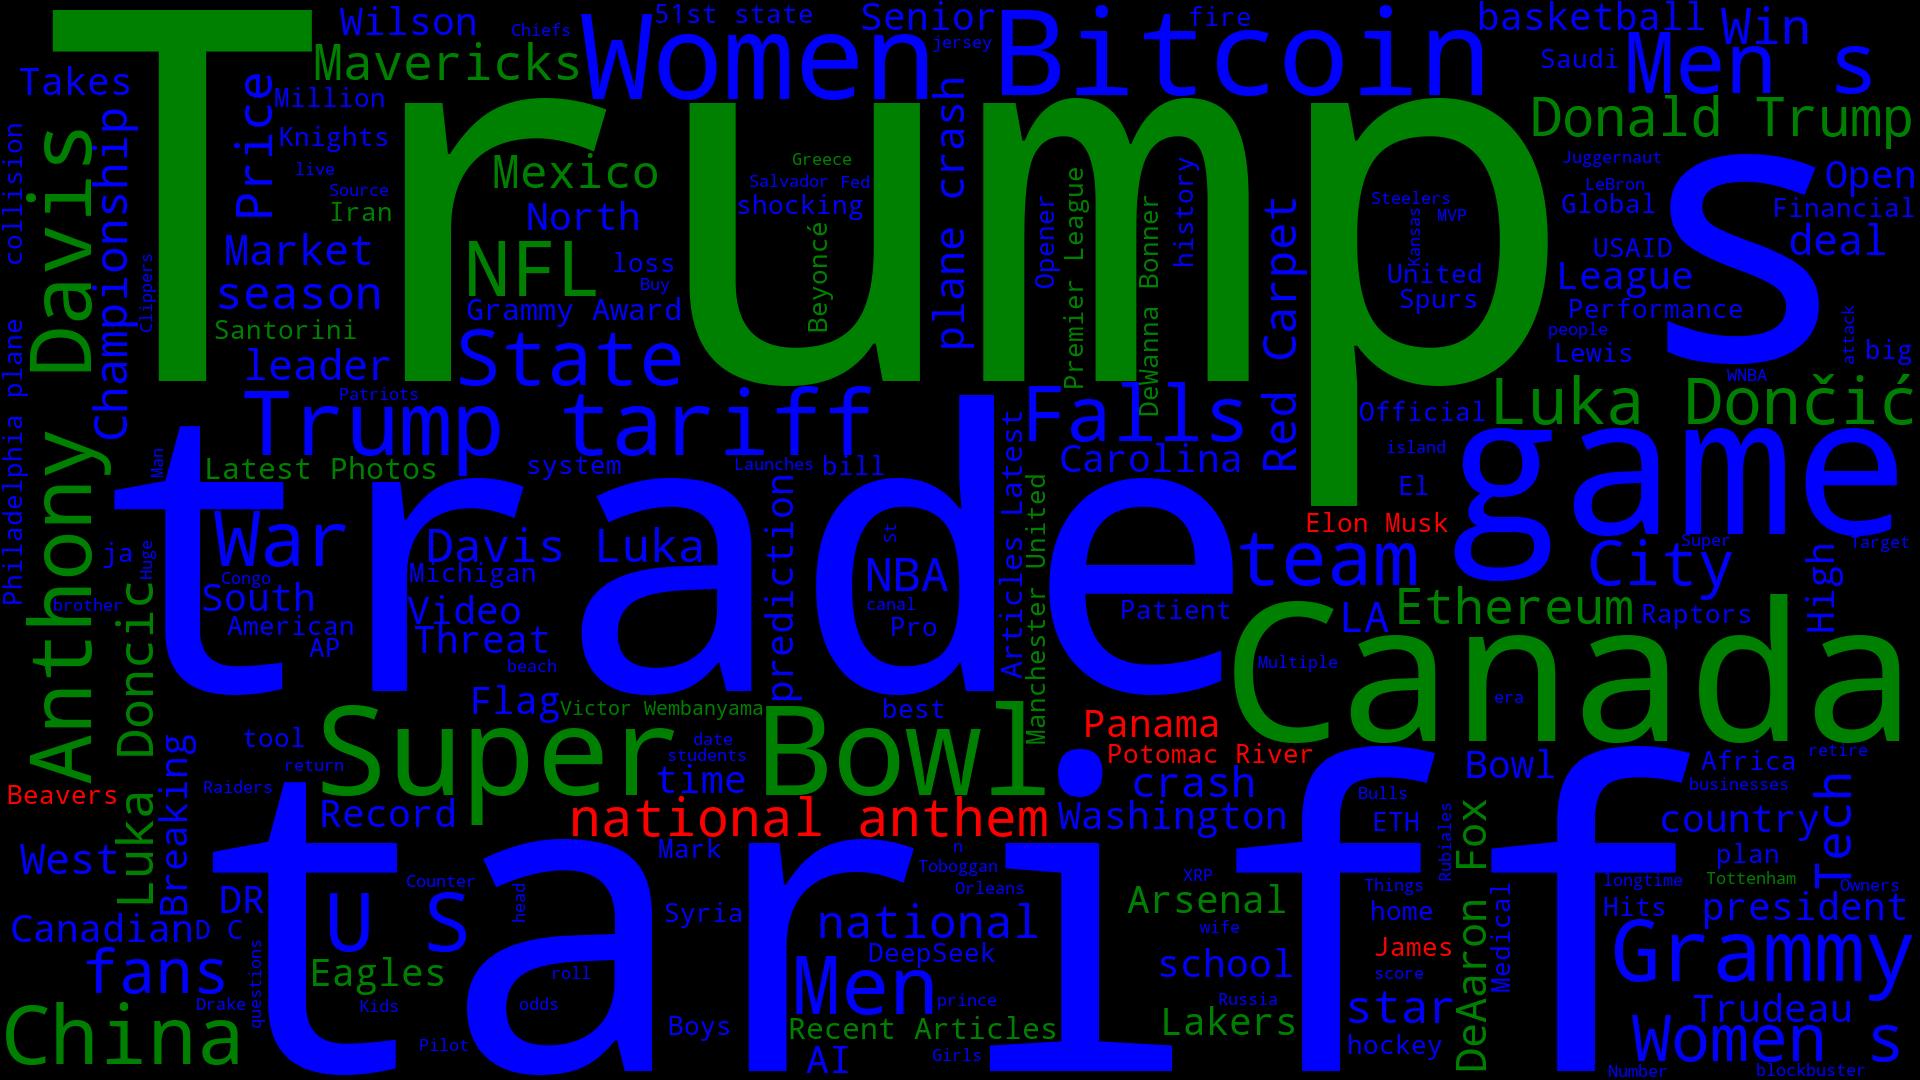 Trump
s
trade
tariff
Canada
game
Super Bowl
Women
Bitcoin
Men s
Donald Trump
Luka Dončić
Anthony Davis
Trump tariff
State
NFL
Mavericks
Mexico
Wilson
Chiefs
51st state
Senior
jersey
fire
basketball
Win
Saudi
Takes
Million
Knights
Price
live
Source
Iran
Championship
collision
Philadelphia plane
Clippers
North
Greece
Salvador
Fed
shocking
Beyoncé
plane crash
Opener
Premier League
DeWanna Bonner
history
Red Carpet
Steelers
MVP
Kansas
United
Spurs
Juggernaut
LeBron
Global
Open
Financial
deal
USAID
League
Performance
people
Lewis
attack
big
WNBA
Market
season
Santorini
leader
loss
Buy
Grammy Award
Patriots
Falls
Carolina
Official
island
El
Latest Photos
Man
system
Launches
bill
Articles Latest
Manchester United
prediction
Elon Musk
team
City
Super
Target
High
War
Davis Luka
Michigan
Video
Threat
beach
Congo
South
American
AP
ja
Huge
brother
Luka Doncic
St
NBA
canal
Pro
Patient
LA
Ethereum
Raptors
Multiple
era
Flag
Victor Wembanyama
best
Panama
Potomac River
crash
Washington
tool
return
Raiders
Beavers
Breaking
Record
date
students
time
national anthem
Bowl
Bulls
ETH
Rubiales
Africa
retire
businesses
country
Tech
plan
Tottenham
Owners
longtime
Hits
president
West
DR
Canadian
D C
fans
questions
Drake
China
U S
Counter
head
Eagles
Kids
Pilot
roll
odds
Mark
Syria
Boys
n
Toboggan
Orleans
national
DeepSeek
Men
prince
Recent Articles
AI
Girls
XRP
Arsenal
wife
school
Russia
Lakers
Things
home
James
score
star
hockey
DeAaron Fox
Medical
Grammy
Trudeau
Women s
Number
blockbuster